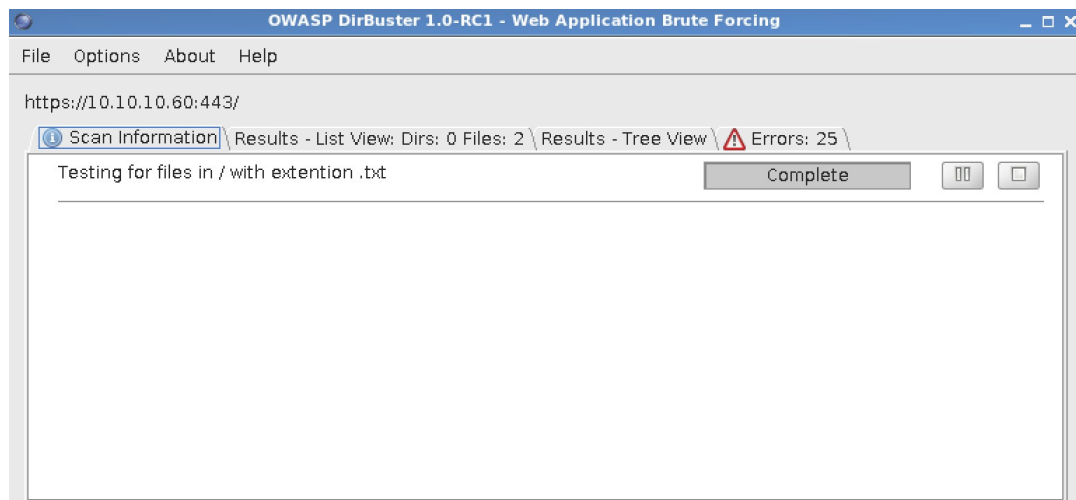 OWASP DirBuster 1.0-RC1 - Web Application Brute Forcing
File Options About Help
https://10.10.10.60:443/
Scan Information Results - List View: Dirs: 0 Files: 2 Results - Tree View Errors: 25
Testing for files in / with extention .txt Complete